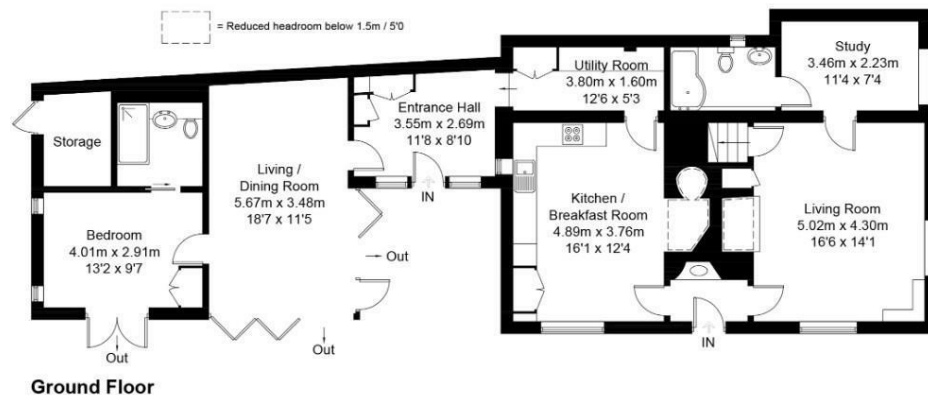 = Reduced headroom below 1.5m / 5'0
Study
3.46m x 2.23m
11'4 x 7'4
Utility Room
3.80m x 1.60m
12'6 x 5'3
Entrance Hall
3.55m x 2.69m
11'8 x 8'10
Storage
Living /
Dining Room
5.67m x 3.48m
18'7 x 11'5
IN
Kitchen /
Breakfast Room
4.89m x 3.76m
16'1 x 12'4
Living Room
5.02m x 4.30m
16'6 x 14'1
Bedroom
4.01m x 2.91m
13'2 x 9'7
Out
Out
Out
IN
Ground Floor